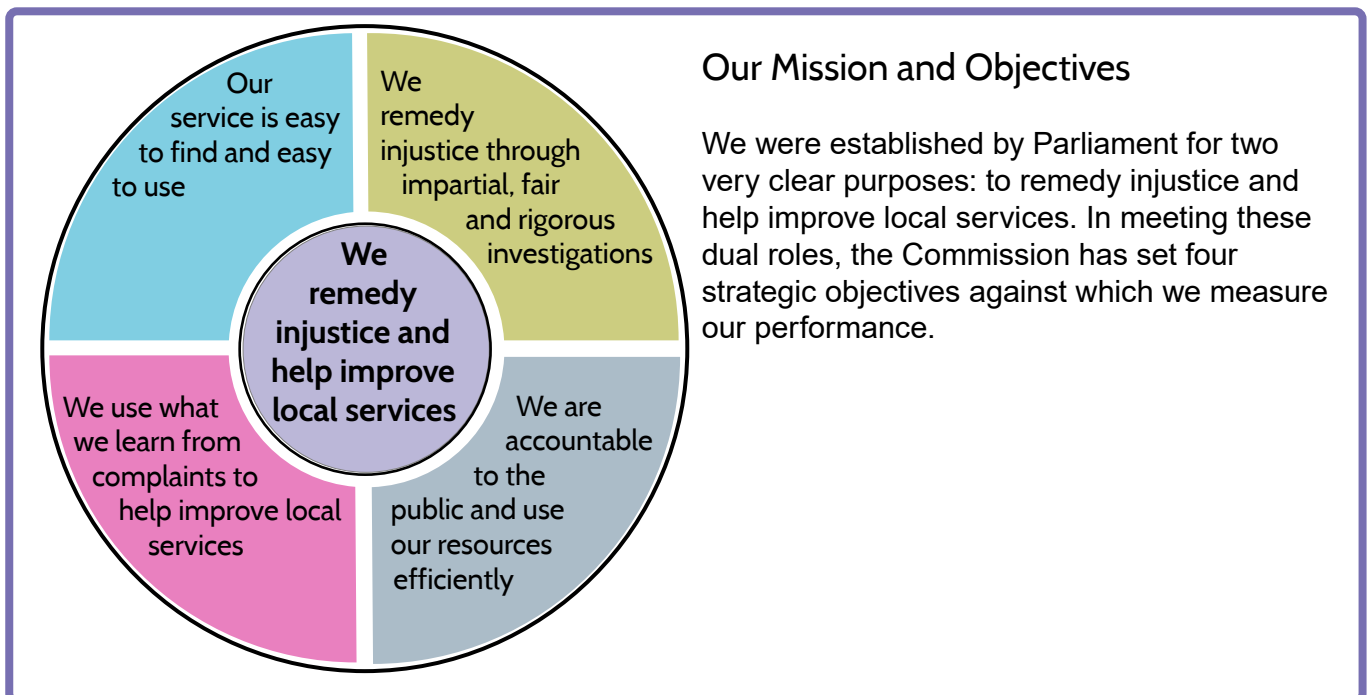 Our
service is easy
to find and easy
to use
We
remedy
injustice through
impartial, fair
and rigorous
investigations
We
remedy
injustice and
help improve
local services
We use what
we learn from
complaints to
help improve local
services
We are
accountable
to the
public and use
our resources
efficiently
Our Mission and Objectives
We were established by Parliament for two
very clear purposes: to remedy injustice and
help improve local services. In meeting these
dual roles, the Commission has set four
strategic objectives against which we measure
our performance.